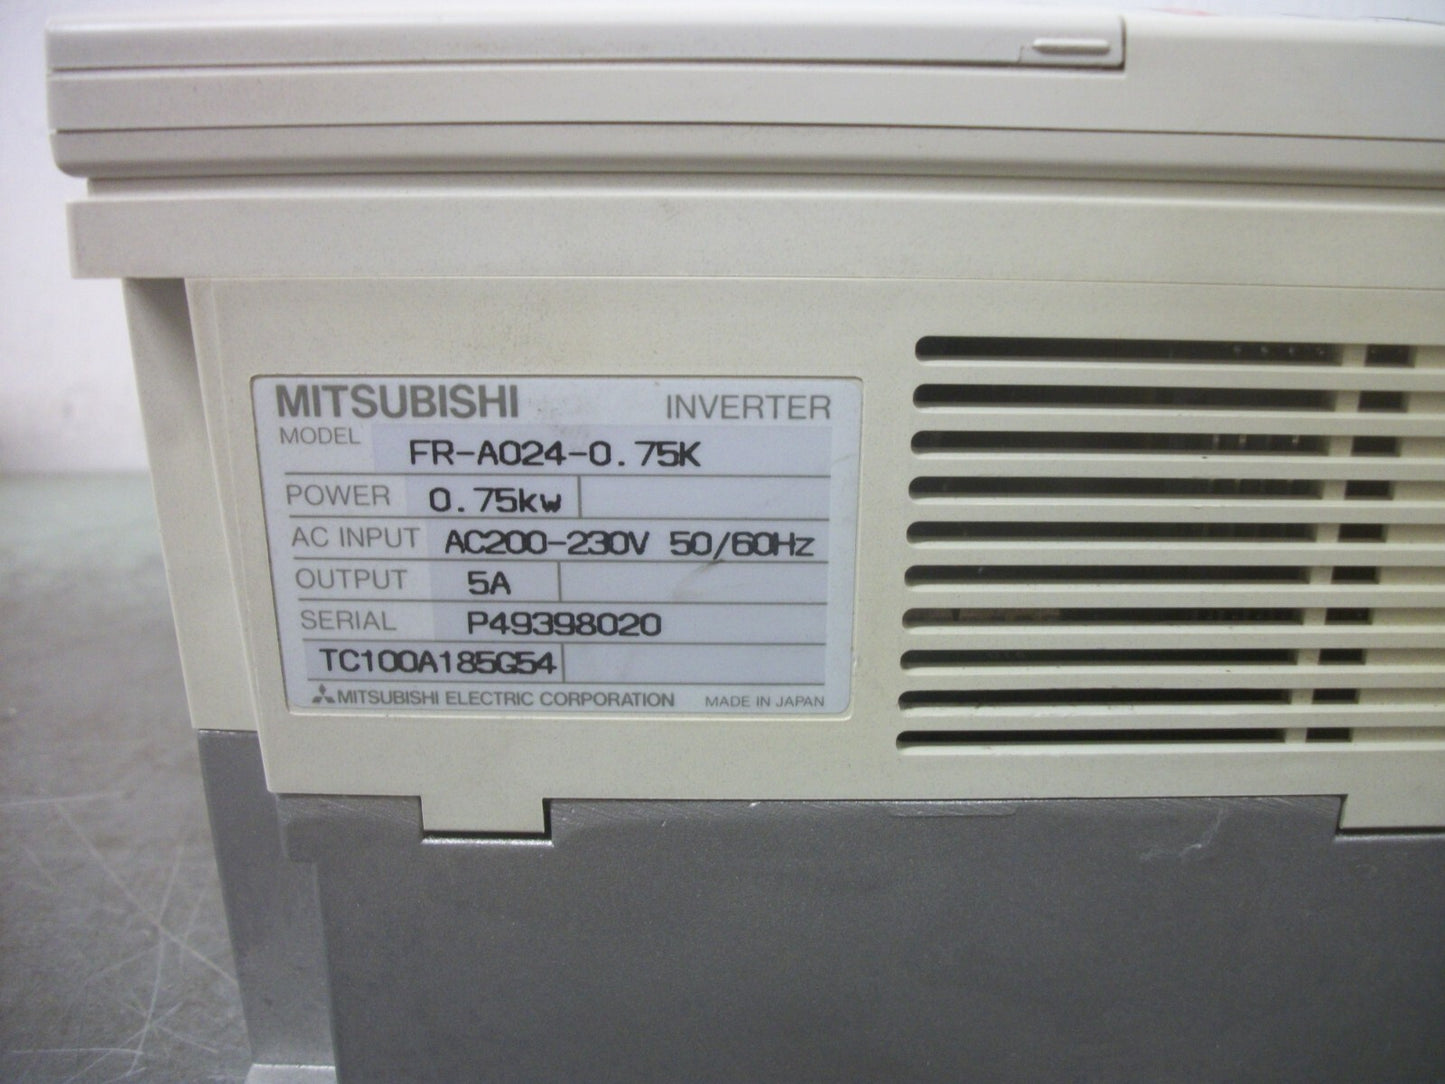 MITSUBISHI INVERTER
MODEL FR-A024-0.75K
POWER 0.75kw
AC INPUT AC200-230V 50/60Hz
OUTPUT 5A
SERIAL P49398020
TC100A185G54
MITSUBISHI ELECTRIC CORPORATION MADE IN JAPAN